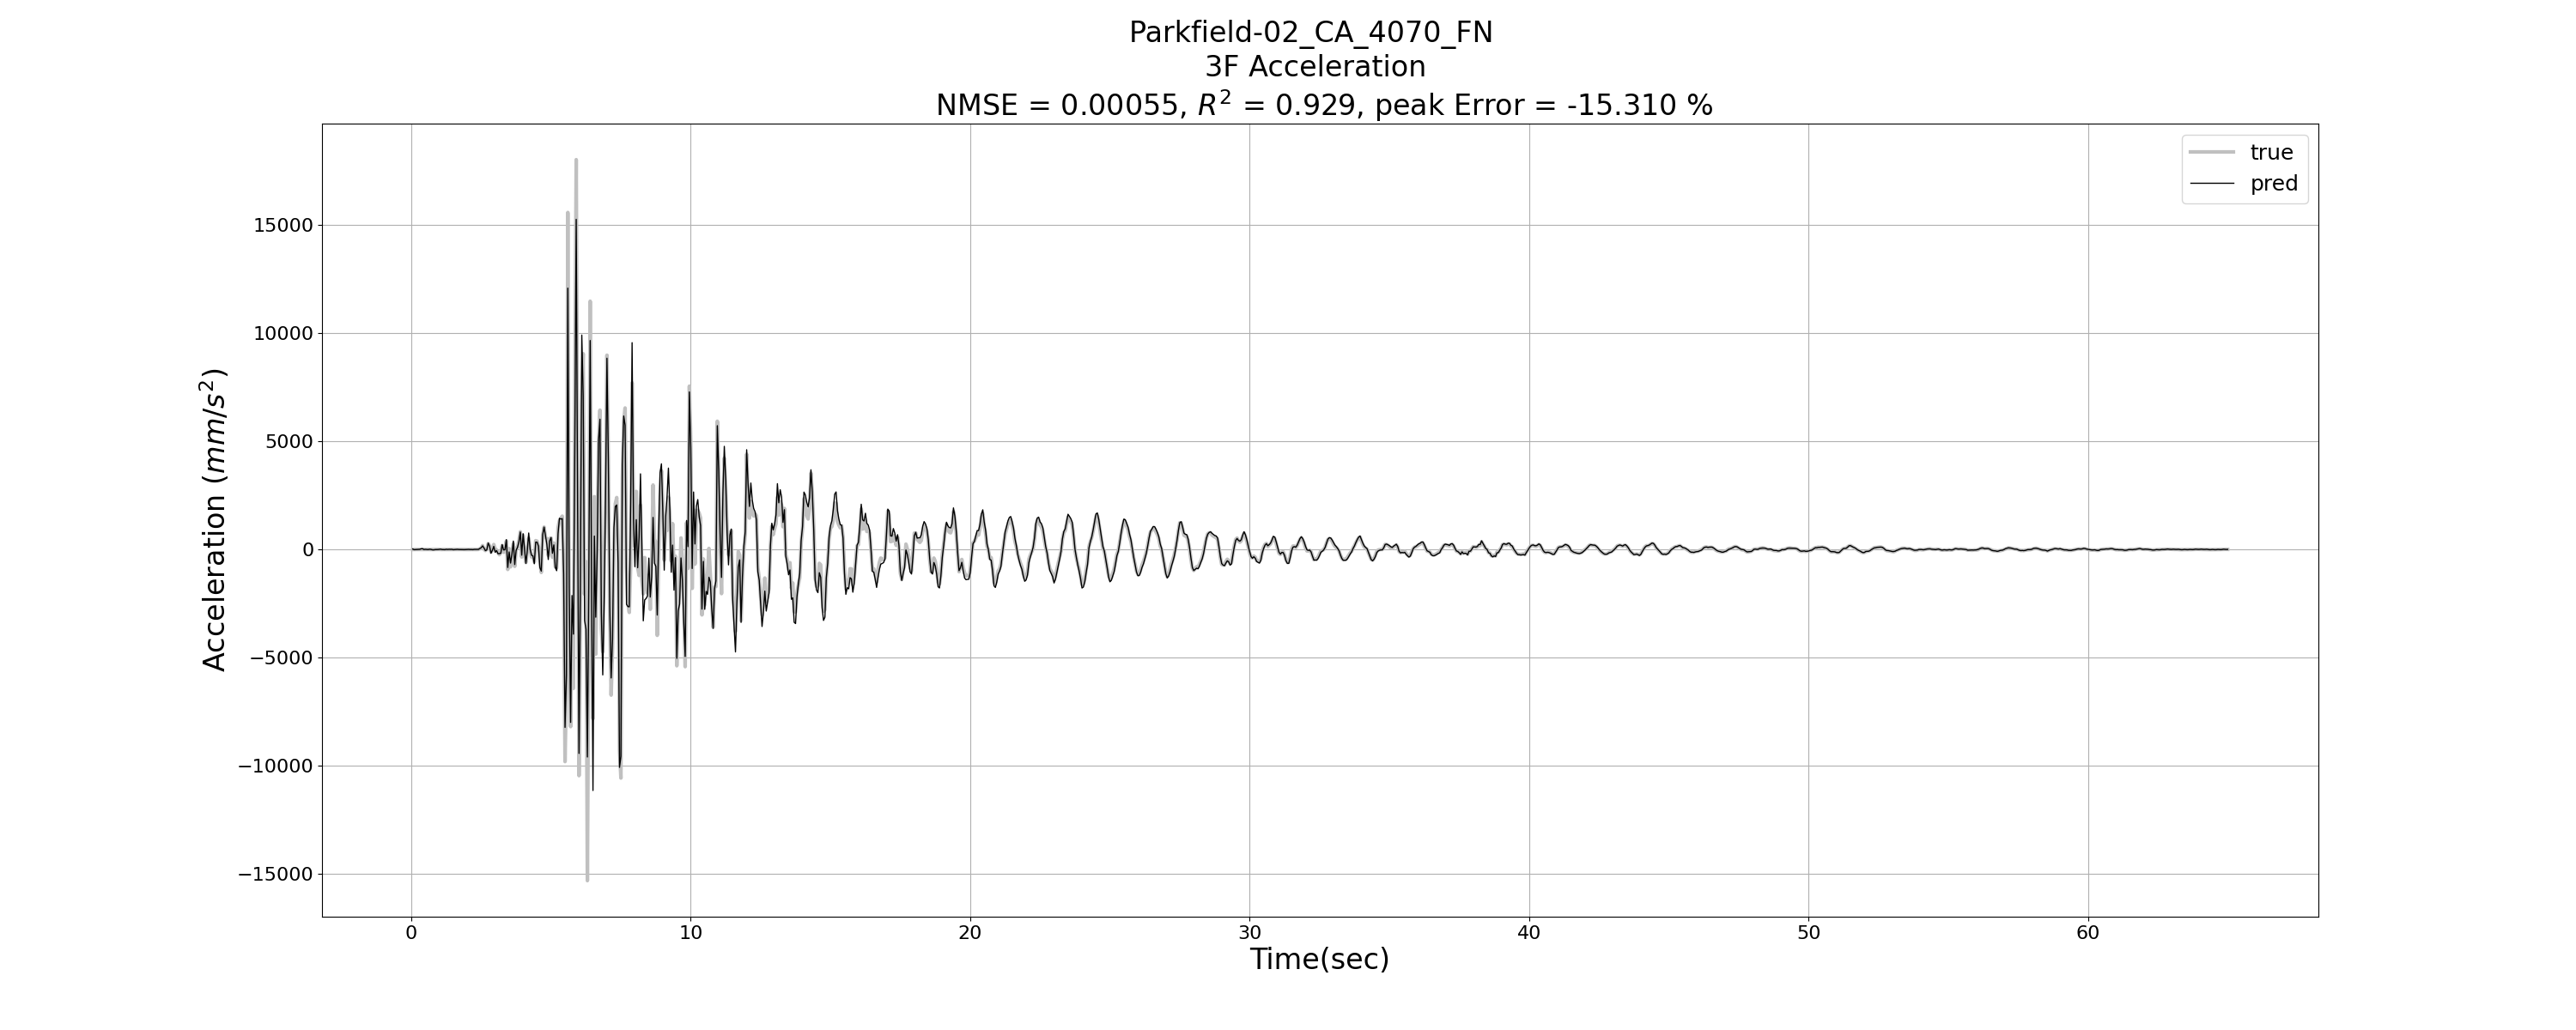 Parkfield-02_CA_4070_FN
3F Acceleration
NMSE = 0.00055, R² = 0.929, peak Error = -15.310 %
true
pred
15000
10000
5000
0
−5000
−10000
−15000
Acceleration (mm/s²)
0 10 20 30 40 50 60
Time(sec)